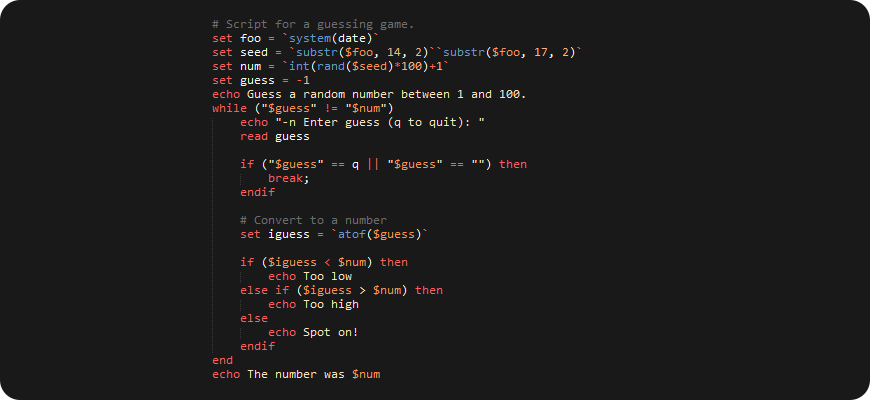 # Script for a guessing game.
set foo = `system(date)`
set seed = `substr($foo, 14, 2)``substr($foo, 17, 2)`
set num = `int(rand($seed)*100)+1`
set guess = -1
echo Guess a random number between 1 and 100.
while ("$guess" != "$num")
    echo "-n Enter guess (q to quit): "
    read guess

    if ("$guess" == q || "$guess" == "") then
        break;
    endif

    # Convert to a number
    set iguess = `atof($guess)`

    if ($iguess < $num) then
        echo Too low
    else if ($iguess > $num) then
        echo Too high
    else
        echo Spot on!
    endif
end
echo The number was $num